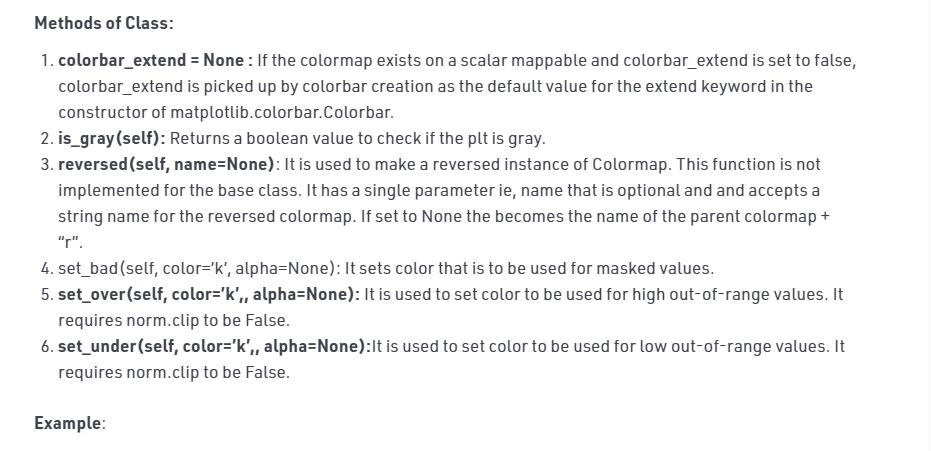 Methods of Class:
1. colorbar_extend = None : If the colormap exists on a scalar mappable and colorbar_extend is set to false,
colorbar_extend is picked up by colorbar creation as the default value for the extend keyword in the
constructor of matplotlib.colorbar.Colorbar.
2. is_gray(self): Returns a boolean value to check if the plt is gray.
3. reversed(self, name=None): It is used to make a reversed instance of Colormap. This function is not
implemented for the base class. It has a single parameter ie, name that is optional and and accepts a
string name for the reversed colormap. If set to None the becomes the name of the parent colormap +
“r”.
4. set_bad(self, color=’k’, alpha=None): It sets color that is to be used for masked values.
5. set_over(self, color=’k’,, alpha=None): It is used to set color to be used for high out-of-range values. It
requires norm.clip to be False.
6. set_under(self, color=’k’,, alpha=None):It is used to set color to be used for low out-of-range values. It
requires norm.clip to be False.
Example: